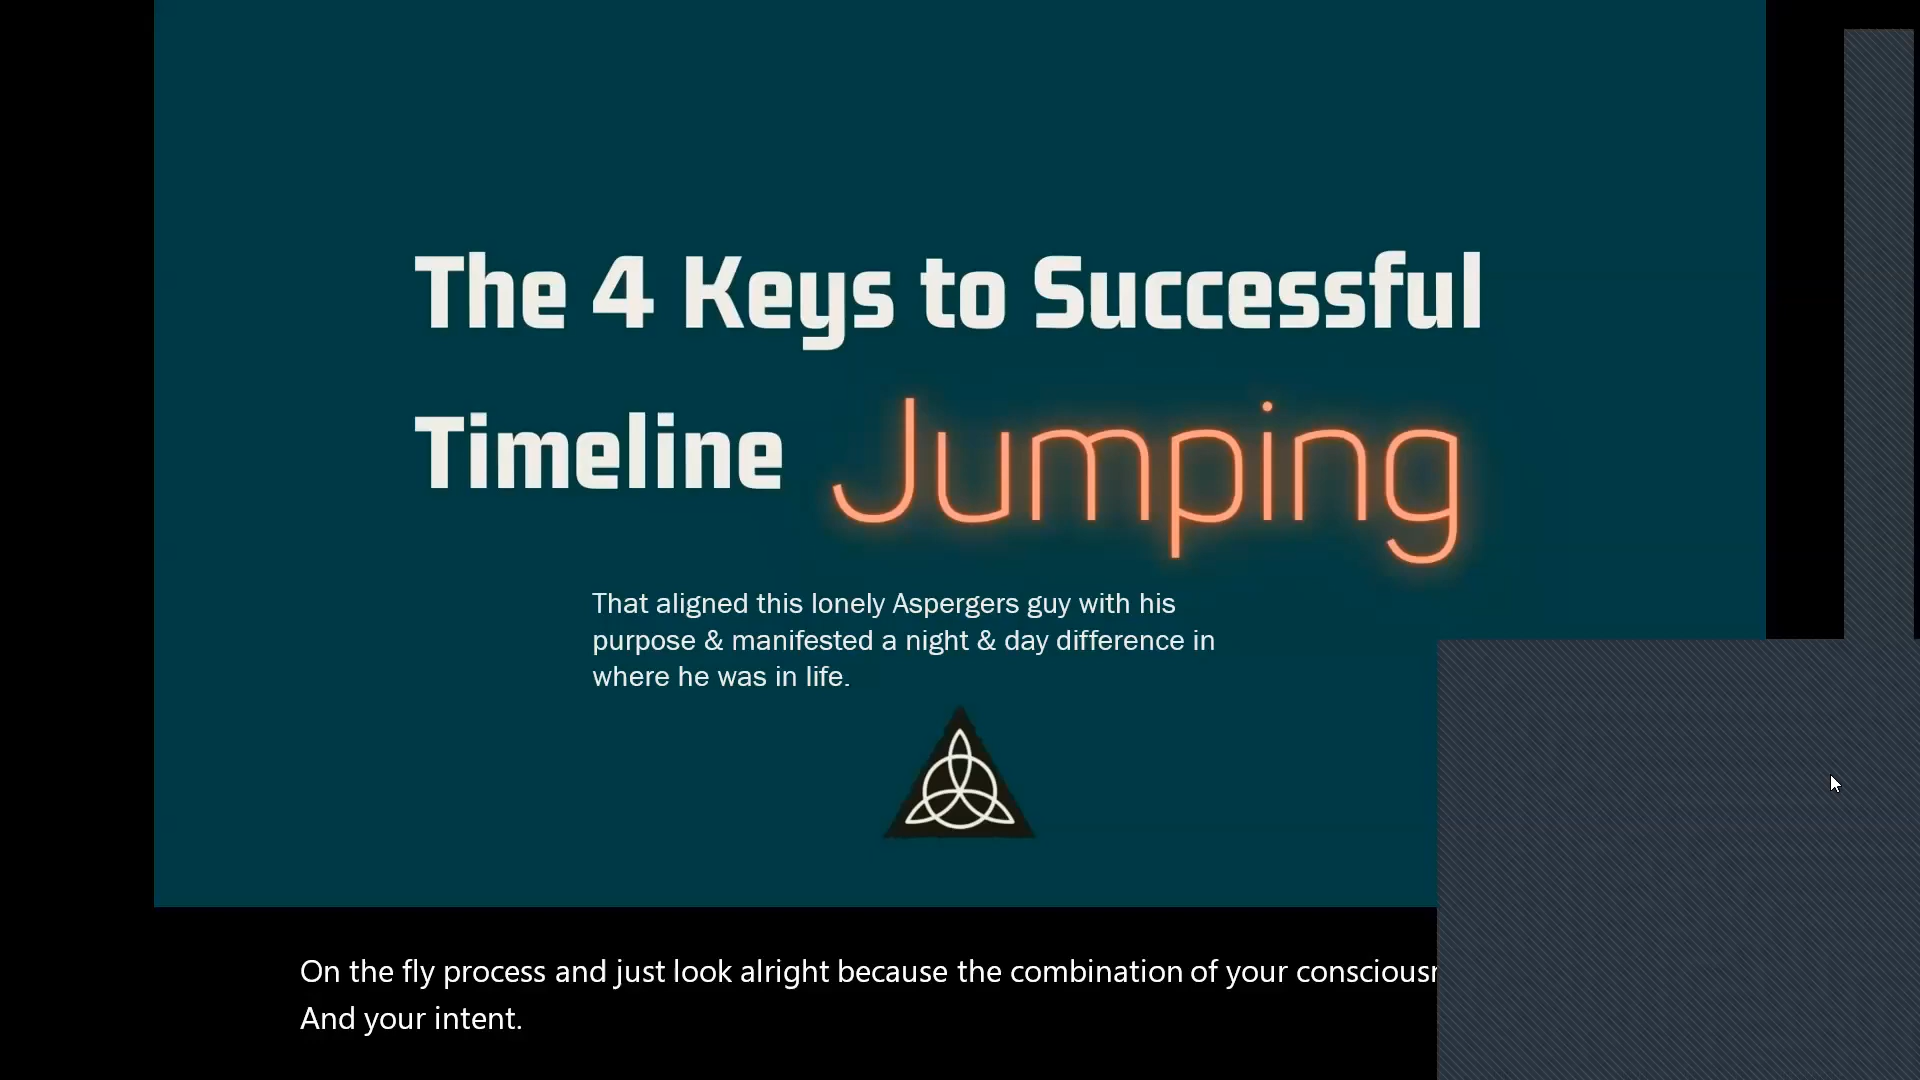 The 4 Keys to Successful
Timeline Jumping
That aligned this lonely Aspergers guy with his
purpose & manifested a night & day difference in
where he was in life.
On the fly process and just look alright because the combination of your
And your intent.